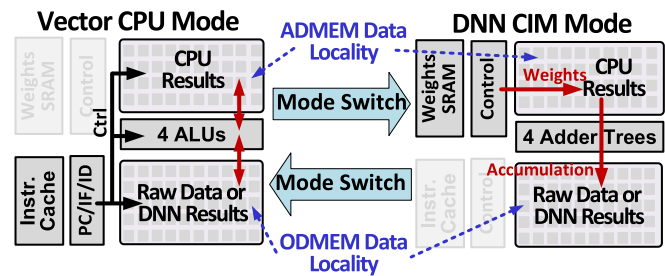 Vector CPU Mode
Weights
SRAM
Control
CPU
Results
Ctrl
4 ALUs
Instr.
Cache
PC/IF/ID
Raw Data or
DNN Results
ADMEM Data
Locality
Mode Switch
Mode Switch
ODMEM Data
Locality
DNN CIM Mode
Weights
SRAM
Control
Weights
CPU
Results
4 Adder Trees
Accumulation
Instr.
Cache
Control
Raw Data or
DNN Results